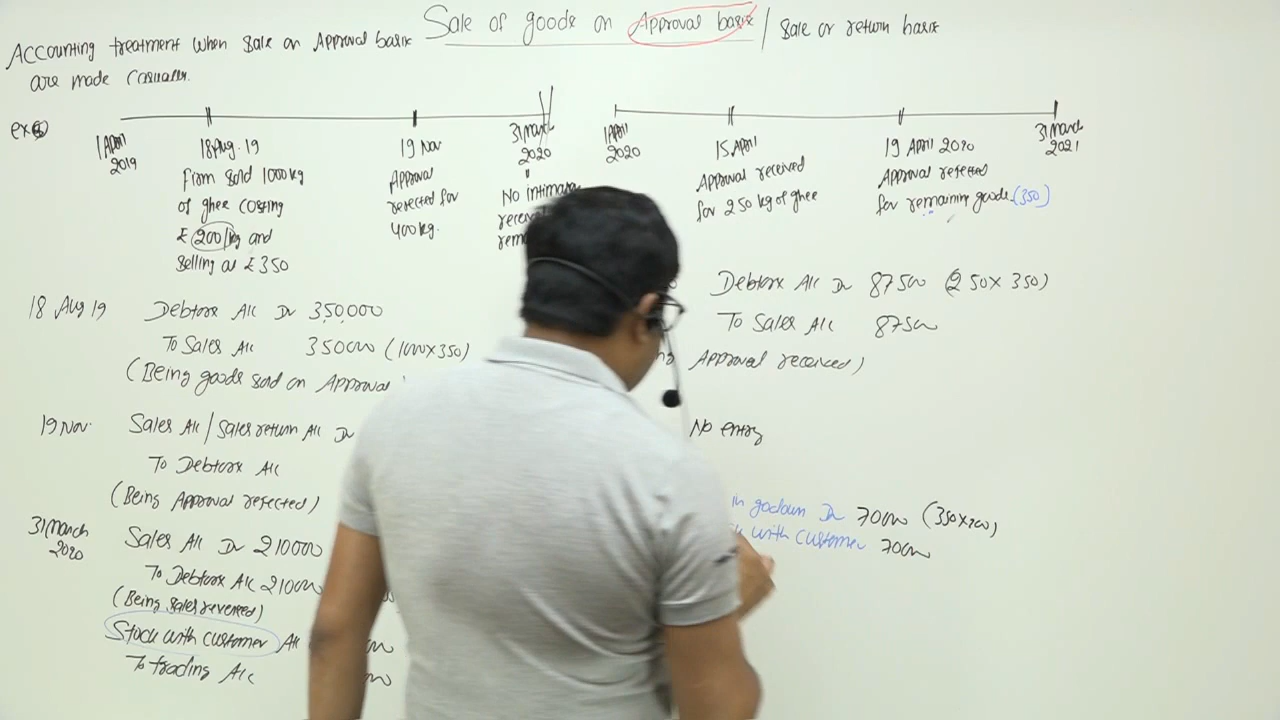 Sale of goods on Approval basis / Sale or return basis
Accounting treatment when sale on Approval basis
are made casually.
ex
1 April 2019
18 Aug. 19
Firm sold 1000 kg
of ghee costing
₹ 200/kg and
selling at ₹ 350
19 Nov
Approval
rejected for
400 kg.
31 March
2020
No intima
receiv
rema
1 April
2020
15 April
Approval received
for 250 kg of ghee
19 April 2020
Approval rejected
for remaining goods. (350)
31 March
2021
18 Aug 19 Debtors A/c Dr 350,000
To Sales A/c 350000 (1000 x 350)
(Being goods sold on Approval
19 Nov. Sales A/c / Sales return A/c Dr
To Debtors A/c
(Being Approval rejected)
31 March
2020
Sales A/c Dr 210000
To Debtors A/c 210000
(Being sales reversed)
Stock with customer A/c
To trading A/c
Debtors A/c Dr 87500 (250 x 350)
To Sales A/c 87500
Approval received)
No entry
in godown Dr 70000 (350x200)
with customer 70000